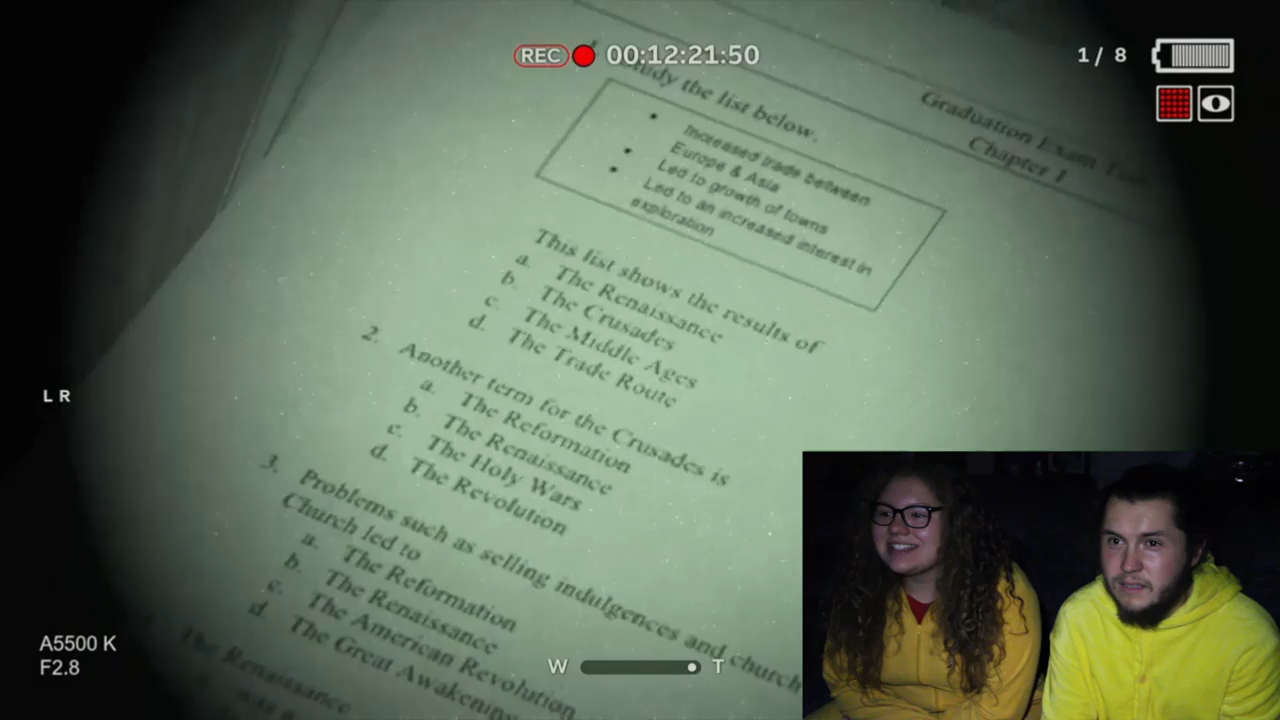 REC 00:12:21:50
1 / 8
Graduation Exam
Chapter 1
Study the list below.
• Increased trade between
Europe & Asia
• Led to growth of towns
• Led to an increased interest in
exploration
This list shows the results of
a. The Renaissance
b. The Crusades
c. The Middle Ages
d. The Trade Route
2. Another term for the Crusades is
a. The Reformation
b. The Renaissance
c. The Holy Wars
d. The Revolution
3. Problems such as selling indulgences and church
Church led to
a. The Reformation
b. The Renaissance
c. The American Revolution
d. The Great Awakening
The Renaissance
L R
A5500 K
F2.8
W T